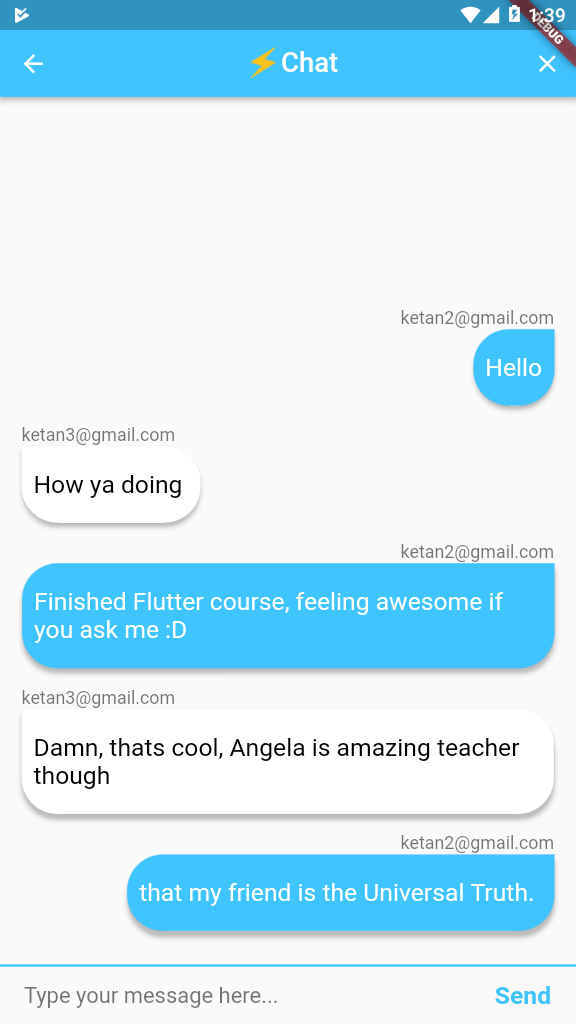 1:39
DEBUG
⚡Chat
ketan2@gmail.com
Hello
ketan3@gmail.com
How ya doing
ketan2@gmail.com
Finished Flutter course, feeling awesome if
you ask me :D
ketan3@gmail.com
Damn, thats cool, Angela is amazing teacher
though
ketan2@gmail.com
that my friend is the Universal Truth.
Type your message here...
Send